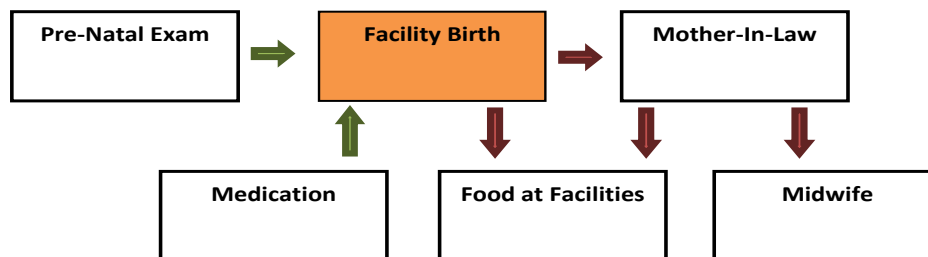 Pre-Natal Exam
Facility Birth
Mother-In-Law
Medication
Food at Facilities
Midwife